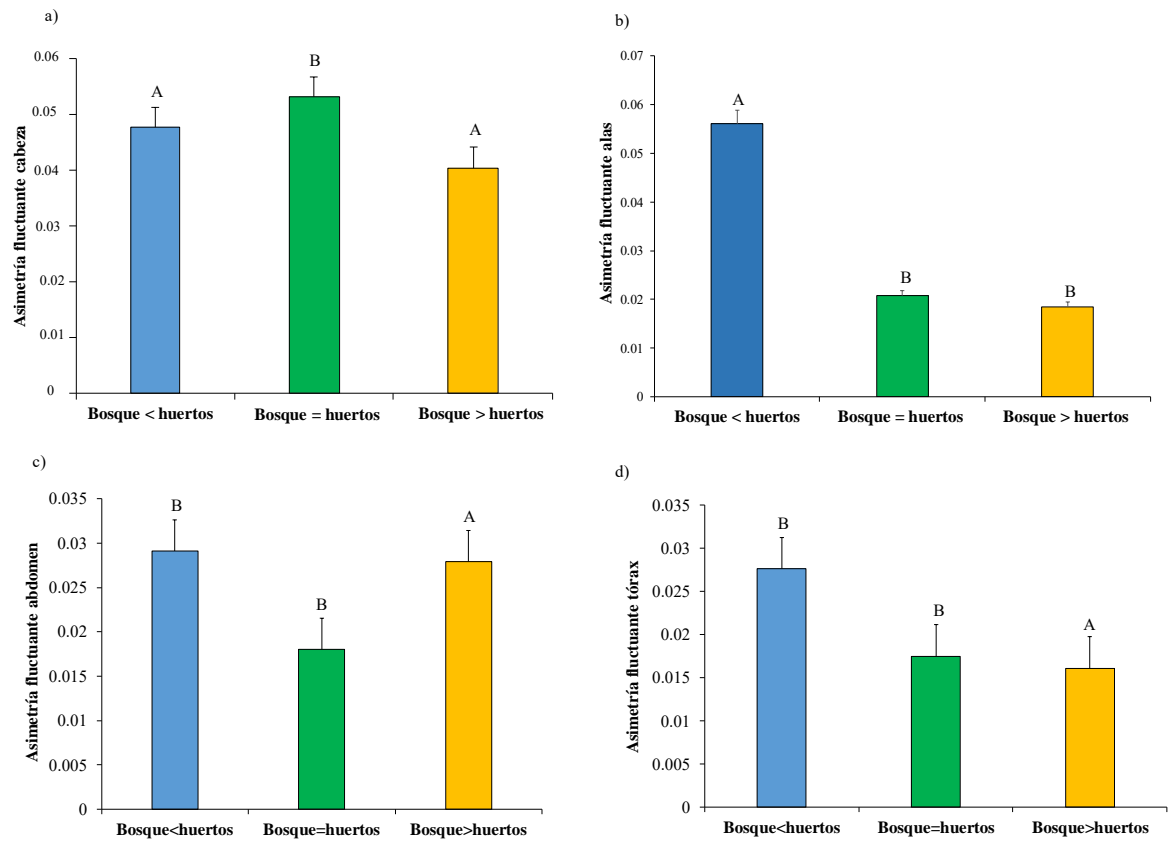 a)
0.06
0.05
0.04
0.03
0.02
0.01
0
Asimetría fluctuante cabeza
A
B
A
Bosque < huertos
Bosque = huertos
Bosque > huertos
b)
0.07
0.06
0.05
0.04
0.03
0.02
0.01
0
Asimetría fluctuante alas
A
B
B
Bosque < huertos
Bosque = huertos
Bosque > huertos
c)
0.035
0.03
0.025
0.02
0.015
0.01
0.005
0
Asimetría fluctuante abdomen
B
B
A
Bosque<huertos
Bosque=huertos
Bosque>huertos
d)
0.035
0.03
0.025
0.02
0.015
0.01
0.005
0
Asimetría fluctuante tórax
B
B
A
Bosque<huertos
Bosque=huertos
Bosque>huertos